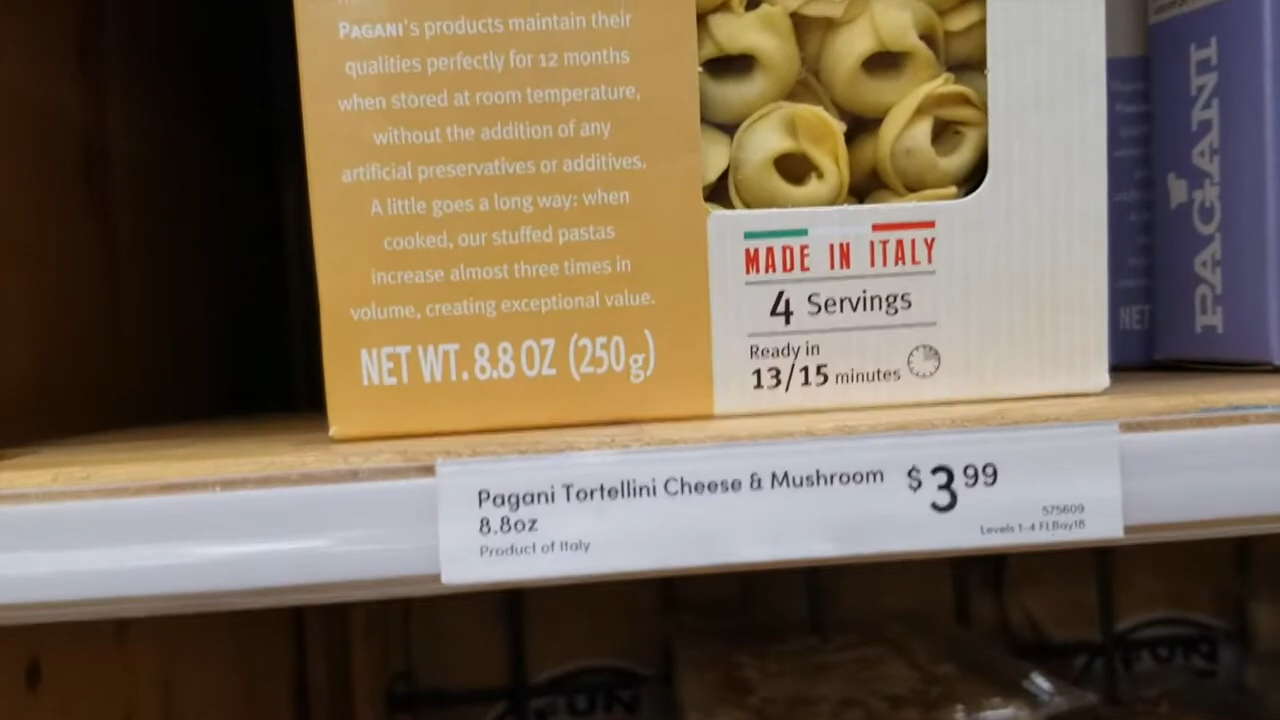 PAGANI's products maintain their
qualities perfectly for 12 months
when stored at room temperature,
without the addition of any
artificial preservatives or additives.
A little goes a long way: when
cooked, our stuffed pastas
increase almost three times in
volume, creating exceptional value.
NET WT. 8.8 OZ (250g)
MADE IN ITALY
4 Servings
Ready in
13/15 minutes
NET
PAGANI
Pagani Tortellini Cheese & Mushroom
8.8oz
Product of Italy
$3.99
575609
Levels 1-4 Fl.Bay18
FUN
FUN